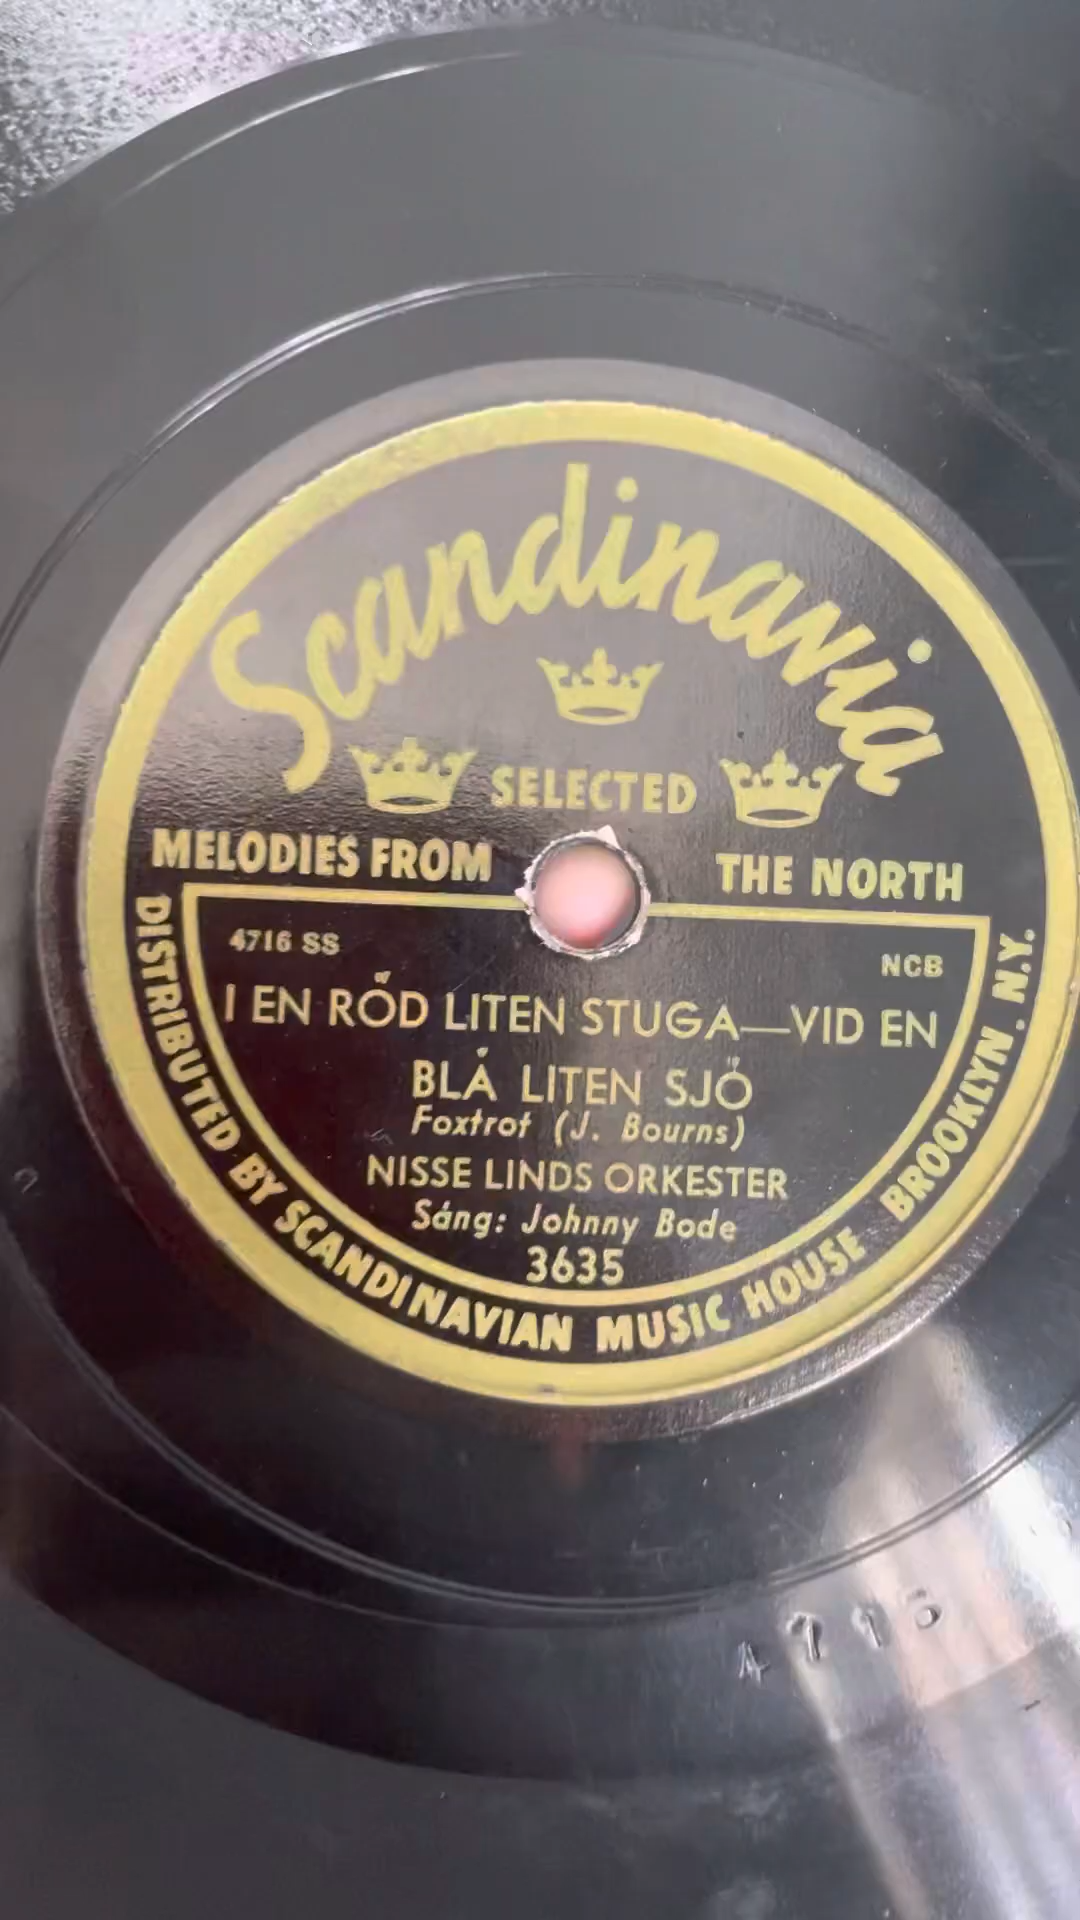 Scandinavia
SELECTED
MELODIES FROM THE NORTH
4716 SS
NCB
I EN RÖD LITEN STUGA—VID EN
BLÅ LITEN SJÖ
Foxtrot (J. Bourns)
NISSE LINDS ORKESTER
Sång: Johnny Bode
3635
DISTRIBUTED BY SCANDINAVIAN MUSIC HOUSE BROOKLYN. N.Y.